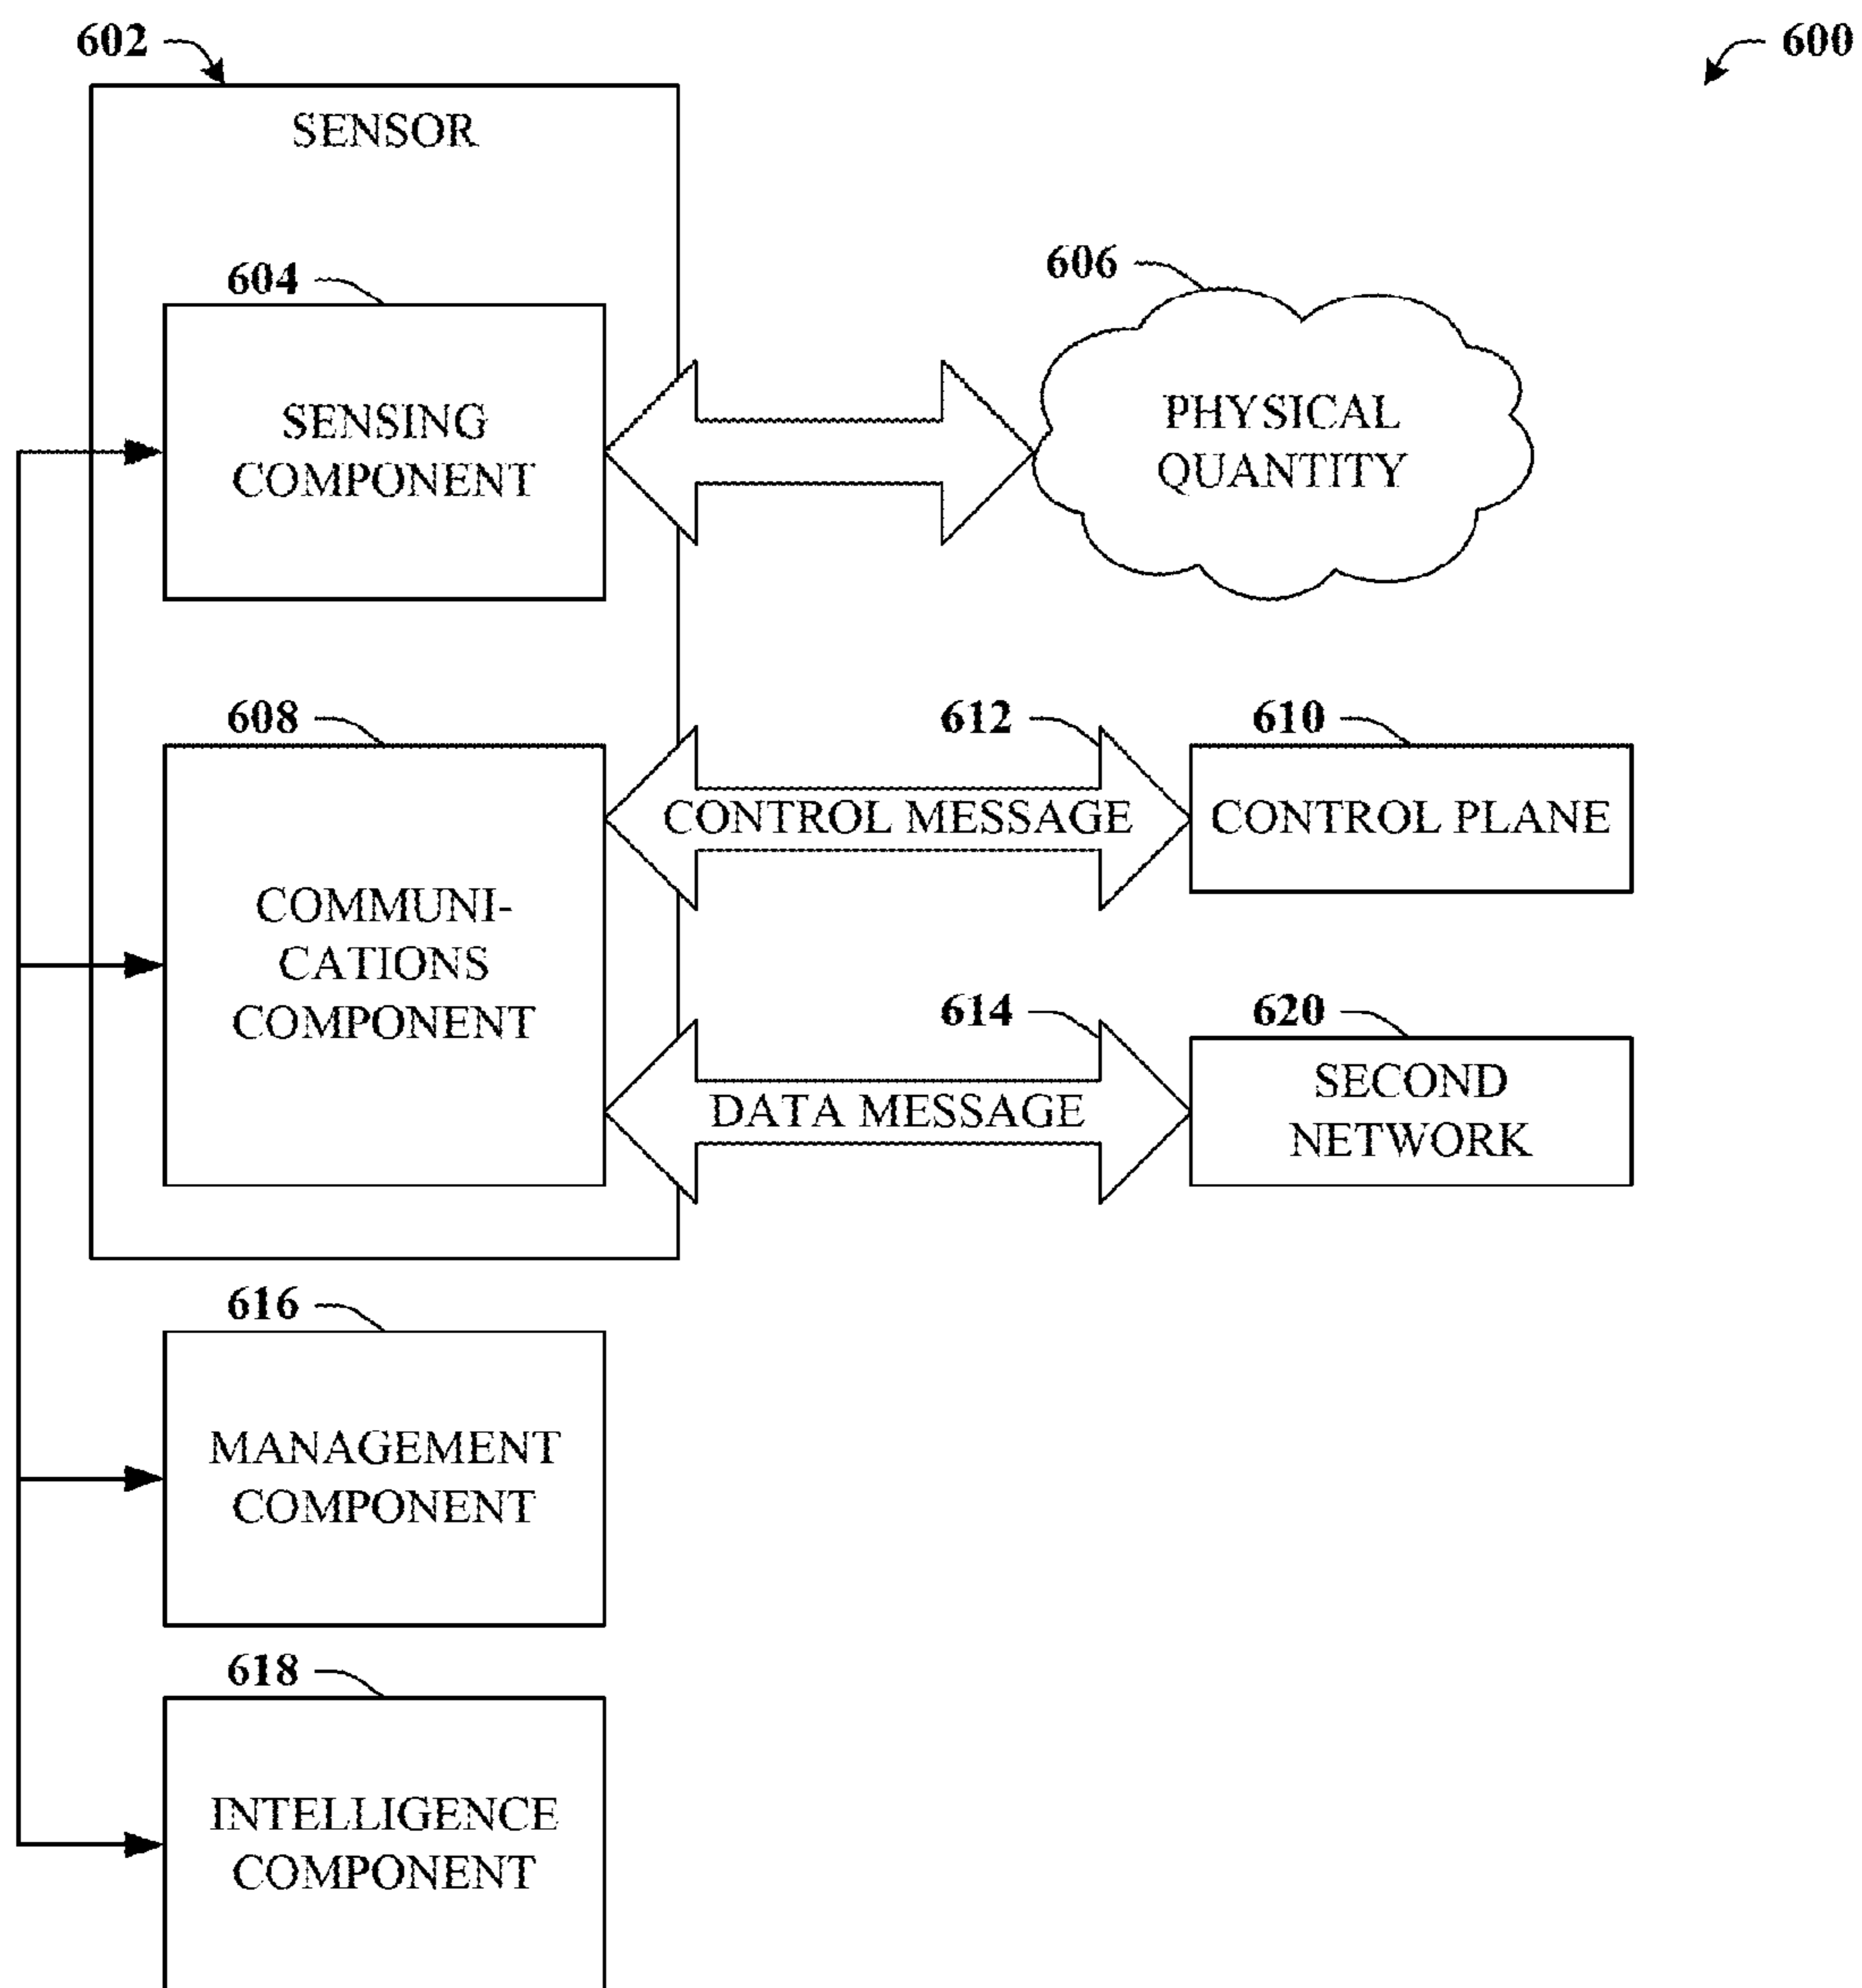 602
600
SENSOR
604
606
SENSING
COMPONENT
PHYSICAL
QUANTITY
608
612
610
CONTROL MESSAGE
CONTROL PLANE
COMMUNI-
CATIONS
COMPONENT
614
620
DATA MESSAGE
SECOND
NETWORK
616
MANAGEMENT
COMPONENT
618
INTELLIGENCE
COMPONENT